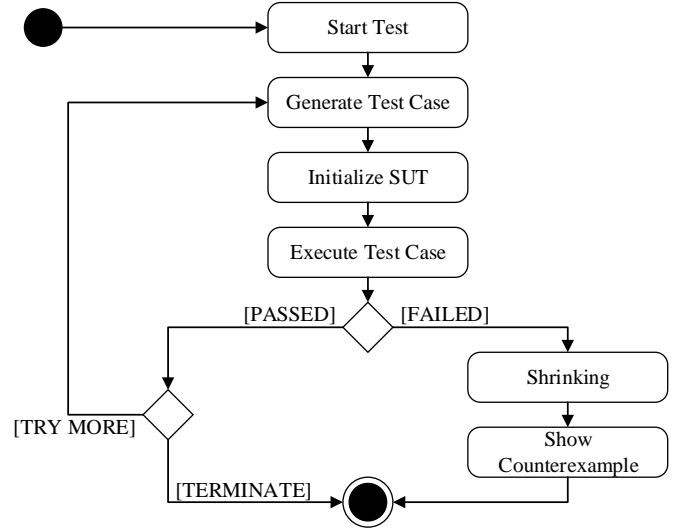 Start Test
Generate Test Case
Initialize SUT
Execute Test Case
[PASSED]
[FAILED]
Shrinking
[TRY MORE]
Show
Counterexample
[TERMINATE]